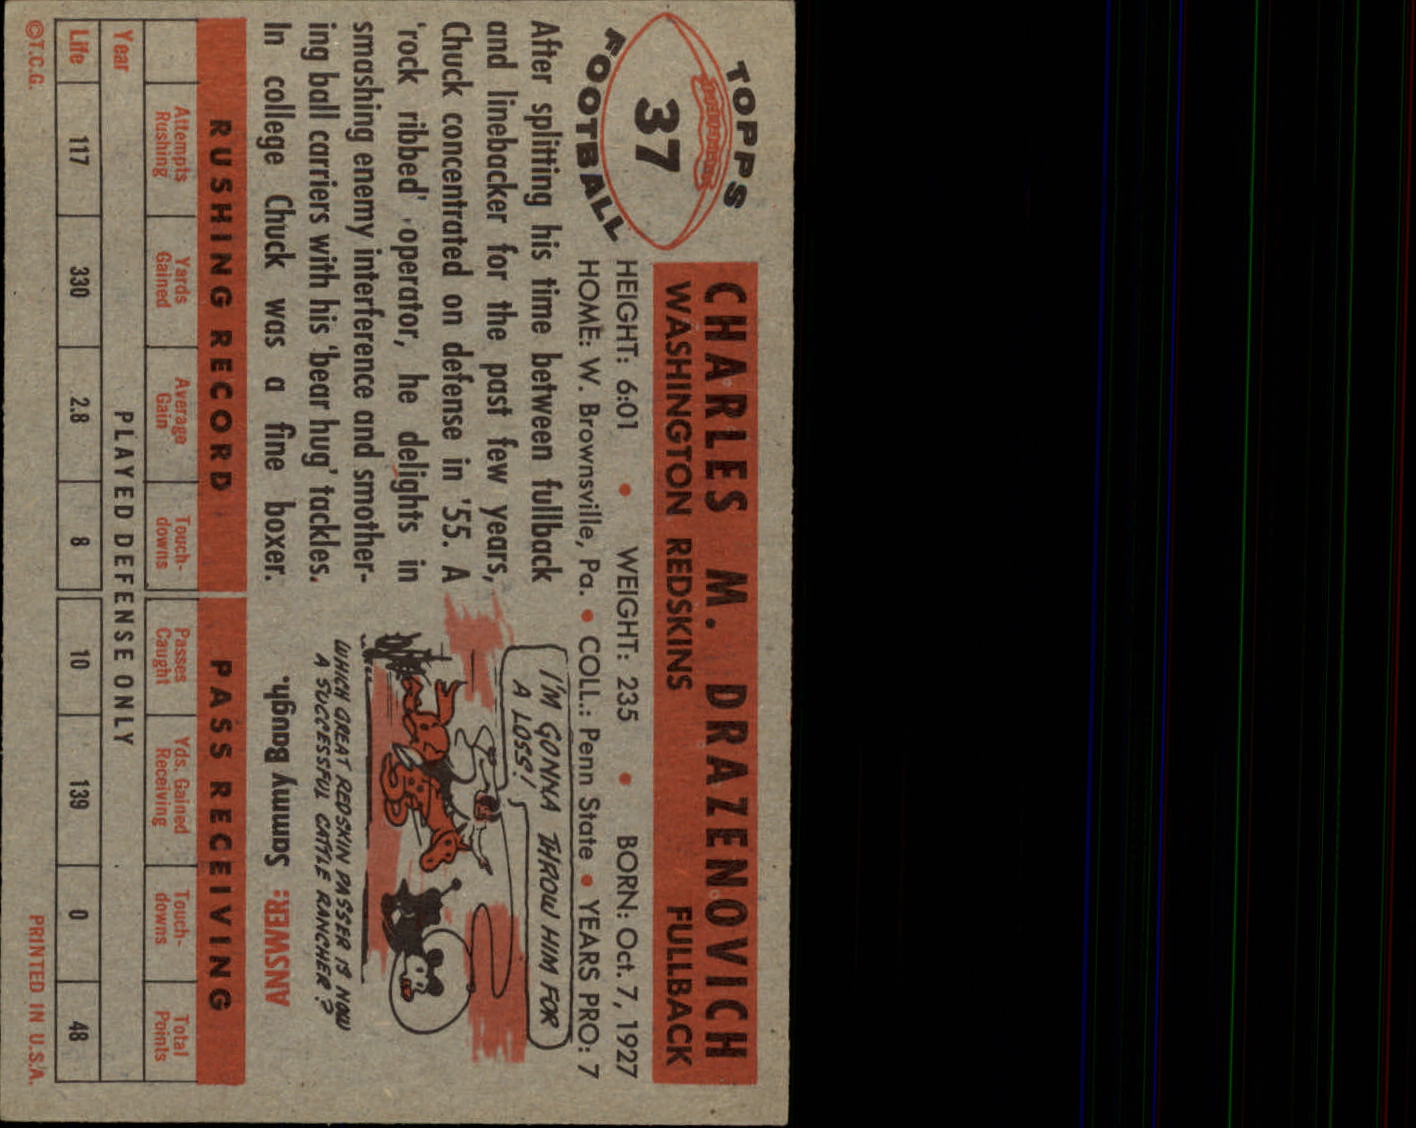 TOPPS
37
FOOTBALL
CHARLES M. DRAZENOVICH
WASHINGTON REDSKINS FULLBACK
HEIGHT: 6:01 • WEIGHT: 235 • BORN: Oct. 7, 1927
HOME: W. Brownsville, Pa. • COLL.: Penn State • YEARS PRO: 7
After splitting his time between fullback
and linebacker for the past few years,
Chuck concentrated on defense in '55. A
'rock ribbed' operator, he delights in
smashing enemy interference and smother-
ing ball carriers with his 'bear hug' tackles.
In college Chuck was a fine boxer.
I'M GONNA THROW HIM FOR
A LOSS!
WHICH GREAT REDSKIN PASSER IS NOW
A SUCCESSFUL CATTLE RANCHER?
ANSWER: Sammy Baugh.
RUSHING RECORD PASS RECEIVING
Attempts Rushing Yards Gained Average Gain Touch-downs Passes Caught Yds. Gained Receiving Touch-downs Total Points
Year PLAYED DEFENSE ONLY
Life 117 330 2.8 8 10 139 0 48
©T.C.G. PRINTED IN U.S.A.